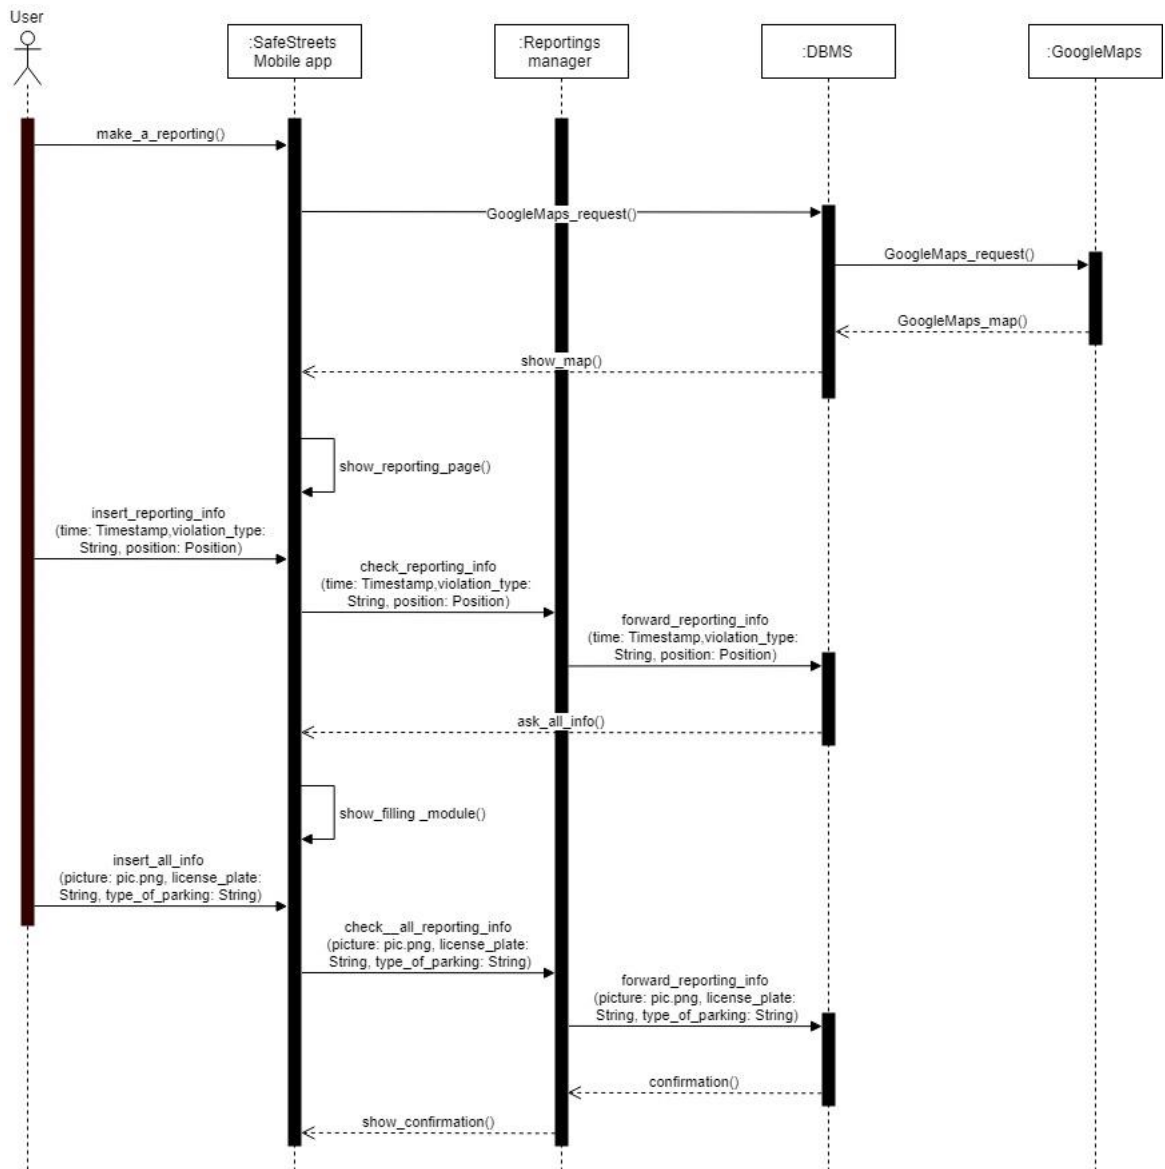 User
:SafeStreets
Mobile app
:Reportings
manager
:DBMS
:GoogleMaps
make_a_reporting()
GoogleMaps_request()
GoogleMaps_request()
GoogleMaps_map()
show_map()
show_reporting_page()
insert_reporting_info
(time: Timestamp,violation_type:
String, position: Position)
check_reporting_info
(time: Timestamp,violation_type:
String, position: Position)
forward_reporting_info
(time: Timestamp,violation_type:
String, position: Position)
ask_all_info()
show_filling _module()
insert_all_info
(picture: pic.png, license_plate:
String, type_of_parking: String)
check__all_reporting_info
(picture: pic.png, license_plate:
String, type_of_parking: String)
forward_reporting_info
(picture: pic.png, license_plate:
String, type_of_parking: String)
confirmation()
show_confirmation()